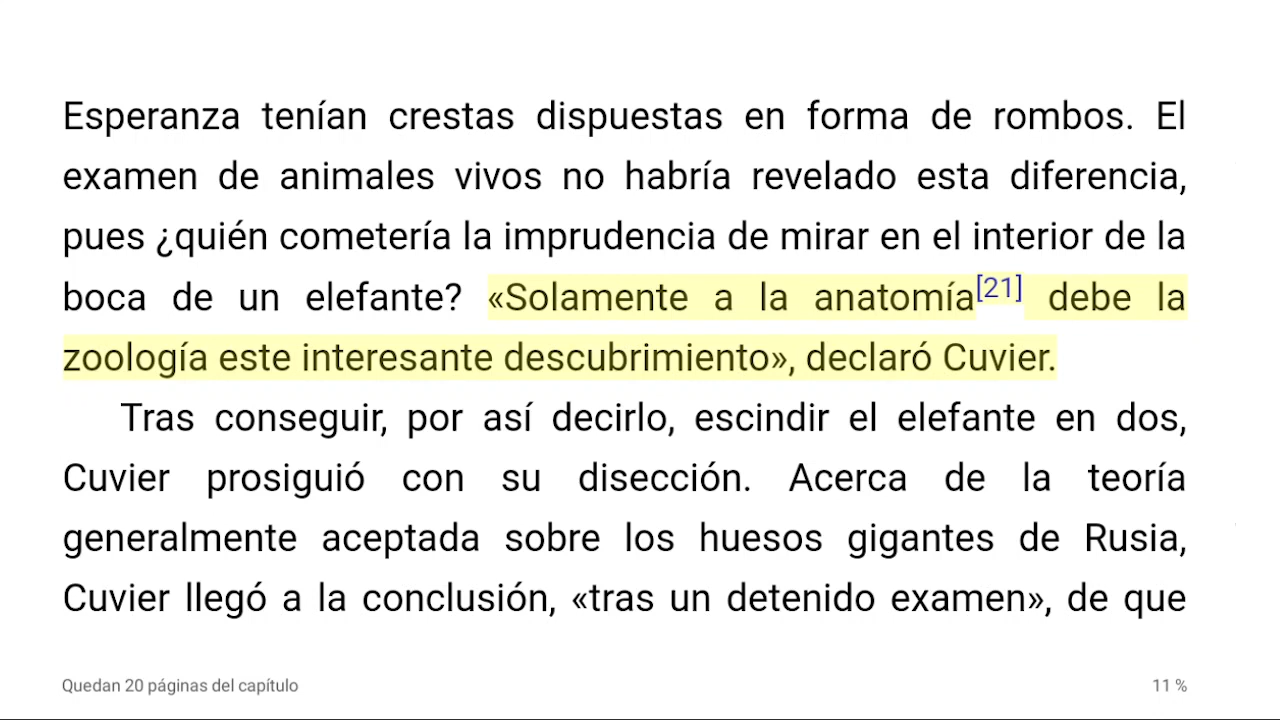 Esperanza tenían crestas dispuestas en forma de rombos. El
examen de animales vivos no habría revelado esta diferencia,
pues ¿quién cometería la imprudencia de mirar en el interior de la
boca de un elefante? «Solamente a la anatomía[21] debe la
zoología este interesante descubrimiento», declaró Cuvier.
Tras conseguir, por así decirlo, escindir el elefante en dos,
Cuvier prosiguió con su disección. Acerca de la teoría
generalmente aceptada sobre los huesos gigantes de Rusia,
Cuvier llegó a la conclusión, «tras un detenido examen», de que
Quedan 20 páginas del capítulo 11 %